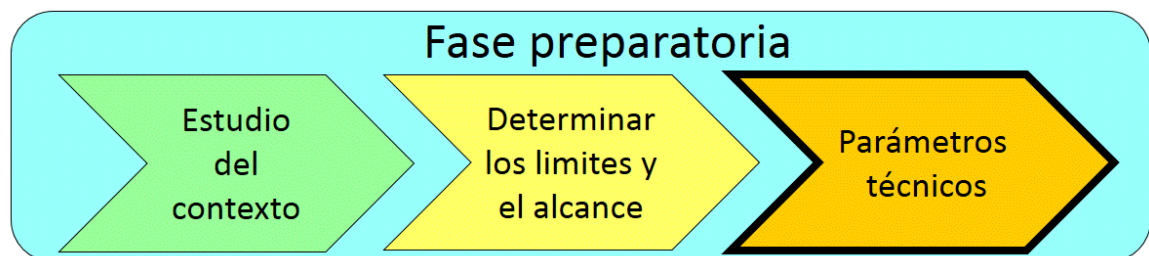 Fase preparatoria
Estudio
del
contexto
Determinar
los limites y
el alcance
Parámetros
técnicos